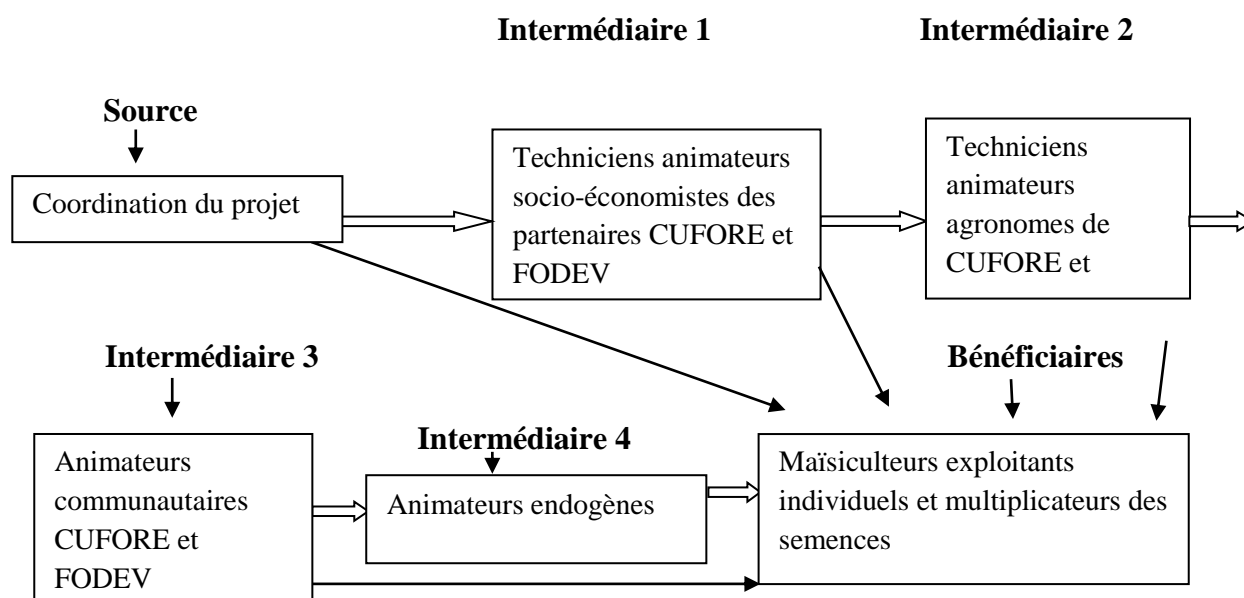 Intermédiaire 1
Intermédiaire 2
Source
Coordination du projet
Techniciens animateurs
socio-économistes des
partenaires CUFORE et
FODEV
Techniciens
animateurs
agronomes de
CUFORE et
Intermédiaire 3
Bénéficiaires
Intermédiaire 4
Animateurs
communautaires
CUFORE et
FODEV
Animateurs endogènes
Maïsiculteurs exploitants
individuels et multiplicateurs des
semences